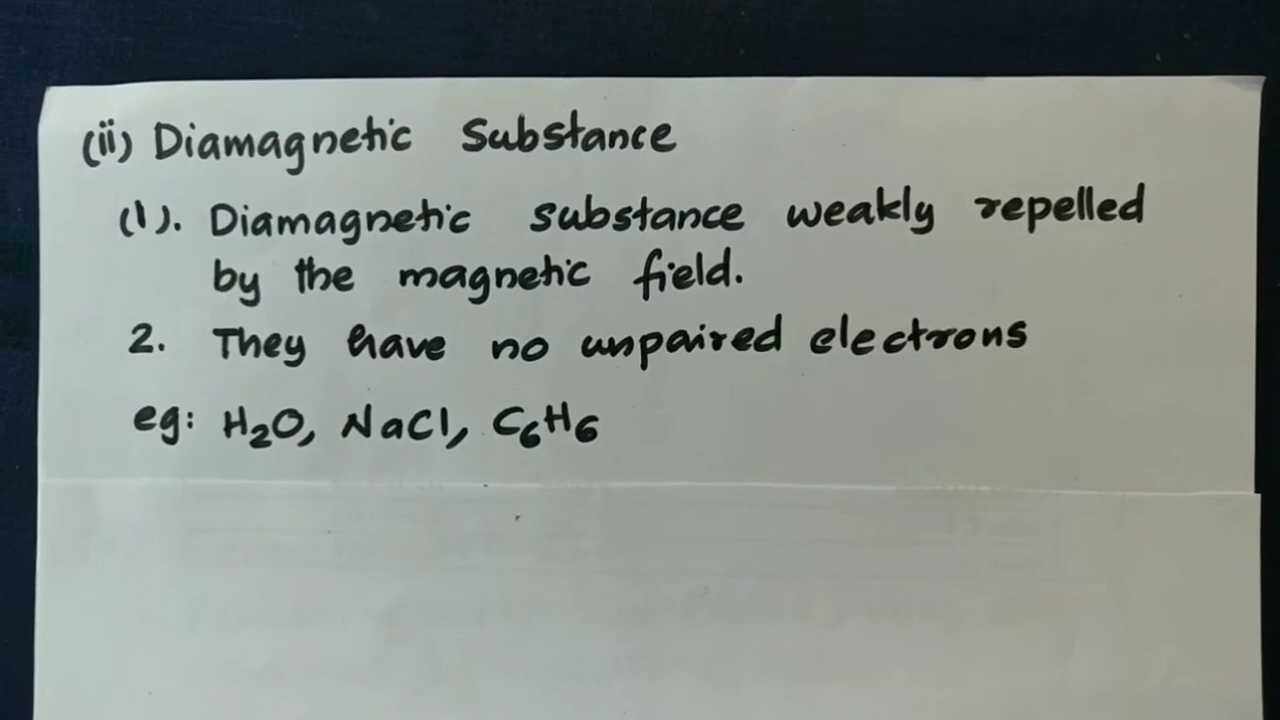 (ii) Diamagnetic Substance
(1). Diamagnetic substance weakly repelled
by the magnetic field.
2. They have no unpaired electrons
eg: H₂O, NaCl, C₆H₆